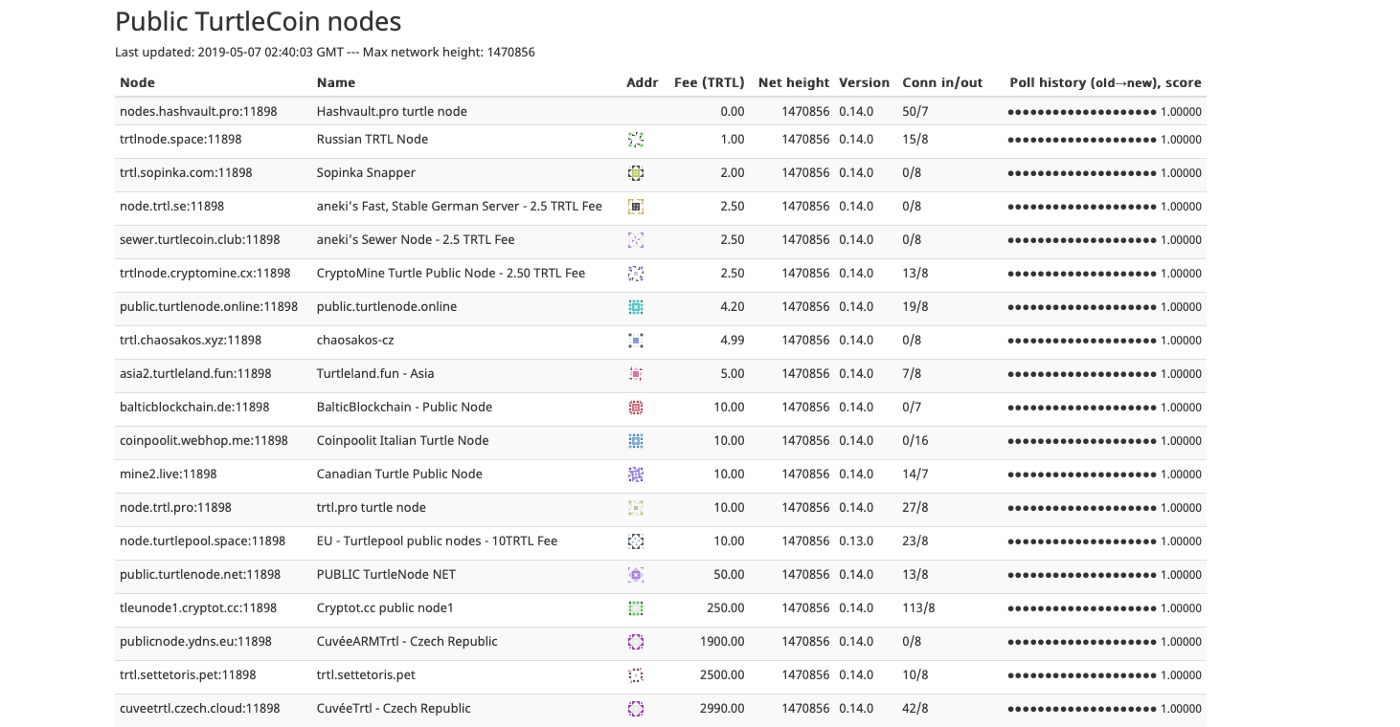 Public TurtleCoin nodes
Last updated: 2019-05-07 02:40:03 GMT --- Max network height: 1470856
Node Name Addr Fee (TRTL) Net height Version Conn in/out Poll history (old→new), score
nodes.hashvault.pro:11898 Hashvault.pro turtle node 0.00 1470856 0.14.0 50/7 ●●●●●●●●●●●●●●●●●●●● 1.00000
trtlnode.space:11898 Russian TRTL Node 1.00 1470856 0.14.0 15/8 ●●●●●●●●●●●●●●●●●●●● 1.00000
trtl.sopinka.com:11898 Sopinka Snapper 2.00 1470856 0.14.0 0/8 ●●●●●●●●●●●●●●●●●●●● 1.00000
node.trtl.se:11898 aneki's Fast, Stable German Server - 2.5 TRTL Fee 2.50 1470856 0.14.0 0/8 ●●●●●●●●●●●●●●●●●●●● 1.00000
sewer.turtlecoin.club:11898 aneki's Sewer Node - 2.5 TRTL Fee 2.50 1470856 0.14.0 0/8 ●●●●●●●●●●●●●●●●●●●● 1.00000
trtlnode.cryptomine.cx:11898 CryptoMine Turtle Public Node - 2.50 TRTL Fee 2.50 1470856 0.14.0 13/8 ●●●●●●●●●●●●●●●●●●●● 1.00000
public.turtlenode.online:11898 public.turtlenode.online 4.20 1470856 0.14.0 19/8 ●●●●●●●●●●●●●●●●●●●● 1.00000
trtl.chaosakos.xyz:11898 chaosakos-cz 4.99 1470856 0.14.0 0/8 ●●●●●●●●●●●●●●●●●●●● 1.00000
asia2.turtleland.fun:11898 Turtleland.fun - Asia 5.00 1470856 0.14.0 7/8 ●●●●●●●●●●●●●●●●●●●● 1.00000
balticblockchain.de:11898 BalticBlockchain - Public Node 10.00 1470856 0.14.0 0/7 ●●●●●●●●●●●●●●●●●●●● 1.00000
coinpoolit.webhop.me:11898 Coinpoolit Italian Turtle Node 10.00 1470856 0.14.0 0/16 ●●●●●●●●●●●●●●●●●●●● 1.00000
mine2.live:11898 Canadian Turtle Public Node 10.00 1470856 0.14.0 14/7 ●●●●●●●●●●●●●●●●●●●● 1.00000
node.trtl.pro:11898 trtl.pro turtle node 10.00 1470856 0.14.0 27/8 ●●●●●●●●●●●●●●●●●●●● 1.00000
node.turtlepool.space:11898 EU - Turtlepool public nodes - 10TRTL Fee 10.00 1470856 0.13.0 23/8 ●●●●●●●●●●●●●●●●●●●● 1.00000
public.turtlenode.net:11898 PUBLIC TurtleNode NET 50.00 1470856 0.14.0 13/8 ●●●●●●●●●●●●●●●●●●●● 1.00000
tleunode1.cryptot.cc:11898 Cryptot.cc public node1 250.00 1470856 0.14.0 113/8 ●●●●●●●●●●●●●●●●●●●● 1.00000
publicnode.ydns.eu:11898 CuvéeARMTrtl - Czech Republic 1900.00 1470856 0.14.0 0/8 ●●●●●●●●●●●●●●●●●●●● 1.00000
trtl.settetoris.pet:11898 trtl.settetoris.pet 2500.00 1470856 0.14.0 10/8 ●●●●●●●●●●●●●●●●●●●● 1.00000
cuveetrtl.czech.cloud:11898 CuvéeTrtl - Czech Republic 2990.00 1470856 0.14.0 42/8 ●●●●●●●●●●●●●●●●●●●● 1.00000